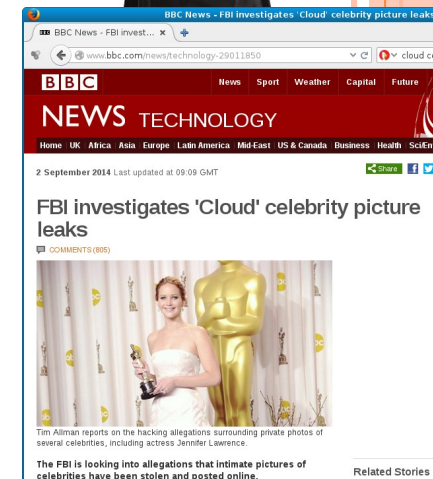 BBC News - FBI investigates 'Cloud' celebrity picture leaks
BBC News - FBI invest... ×
www.bbc.com/news/technology-29011850
cloud c
BBC
News Sport Weather Capital Future
NEWS TECHNOLOGY
Home UK Africa Asia Europe Latin America Mid-East US & Canada Business Health Sci/En
2 September 2014 Last updated at 09:09 GMT
Share
FBI investigates 'Cloud' celebrity picture
leaks
COMMENTS (805)
Tim Allman reports on the hacking allegations surrounding private photos of
several celebrities, including actress Jennifer Lawrence.
The FBI is looking into allegations that intimate pictures of
celebrities have been stolen and posted online.
Related Stories